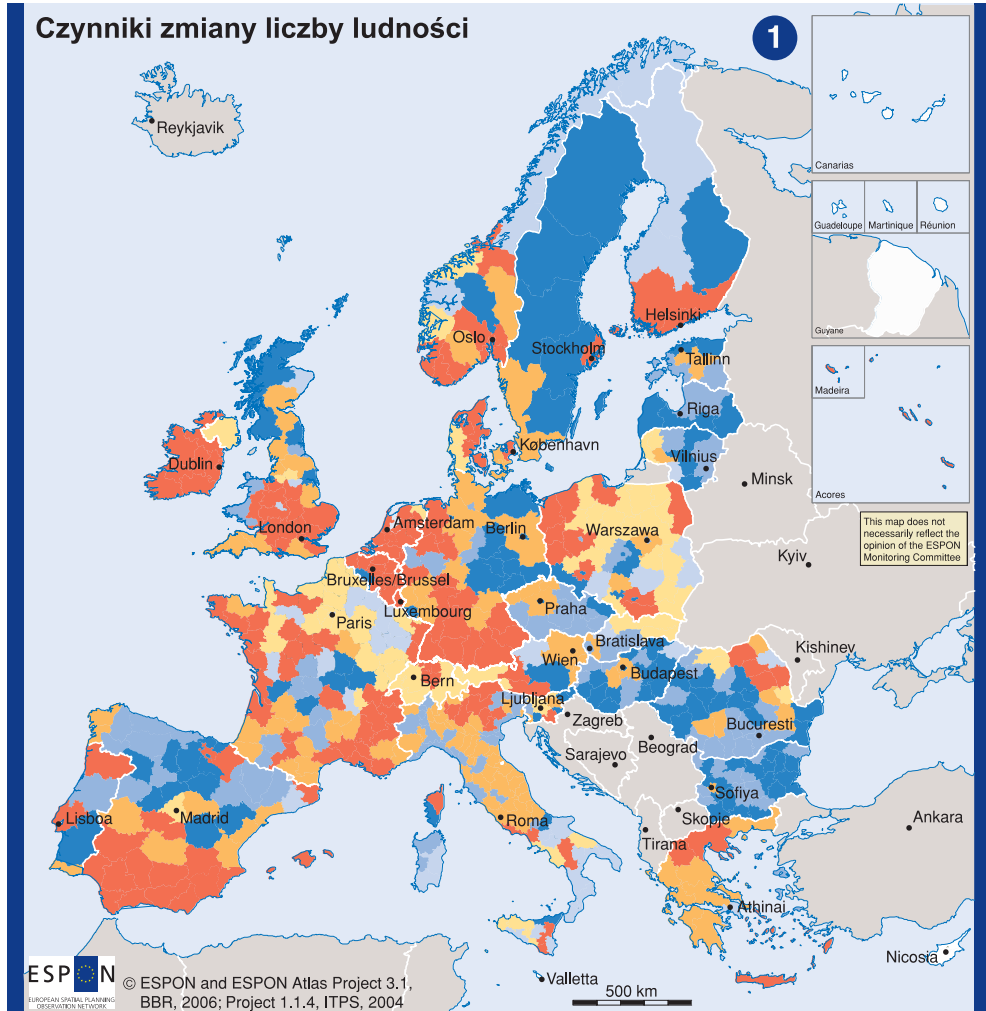 Czynniki zmiany liczby ludności
1
Canarias
Guadeloupe
Martinique
Réunion
Guyane
Madeira
Acores
This map does not
necessarily reflect the
opinion of the ESPON
Monitoring Committee
Reykjavik
Helsinki
Oslo
Stockholm
Tallinn
Riga
København
Vilnius
Dublin
Minsk
London
Amsterdam
Berlin
Warszawa
Kyiv
Bruxelles/Brussel
Luxembourg
Praha
Paris
Bratislava
Wien
Kishinev
Bern
Budapest
Ljubljana
Zagreb
Bucuresti
Beograd
Sarajevo
Sofiya
Lisboa
Madrid
Roma
Skopje
Ankara
Tirana
Athinai
Nicosia
Valletta
500 km
ESPON
EUROPEAN SPATIAL PLANNING
OBSERVATION NETWORK
© ESPON and ESPON Atlas Project 3.1,
BBR, 2006; Project 1.1.4, ITPS, 2004